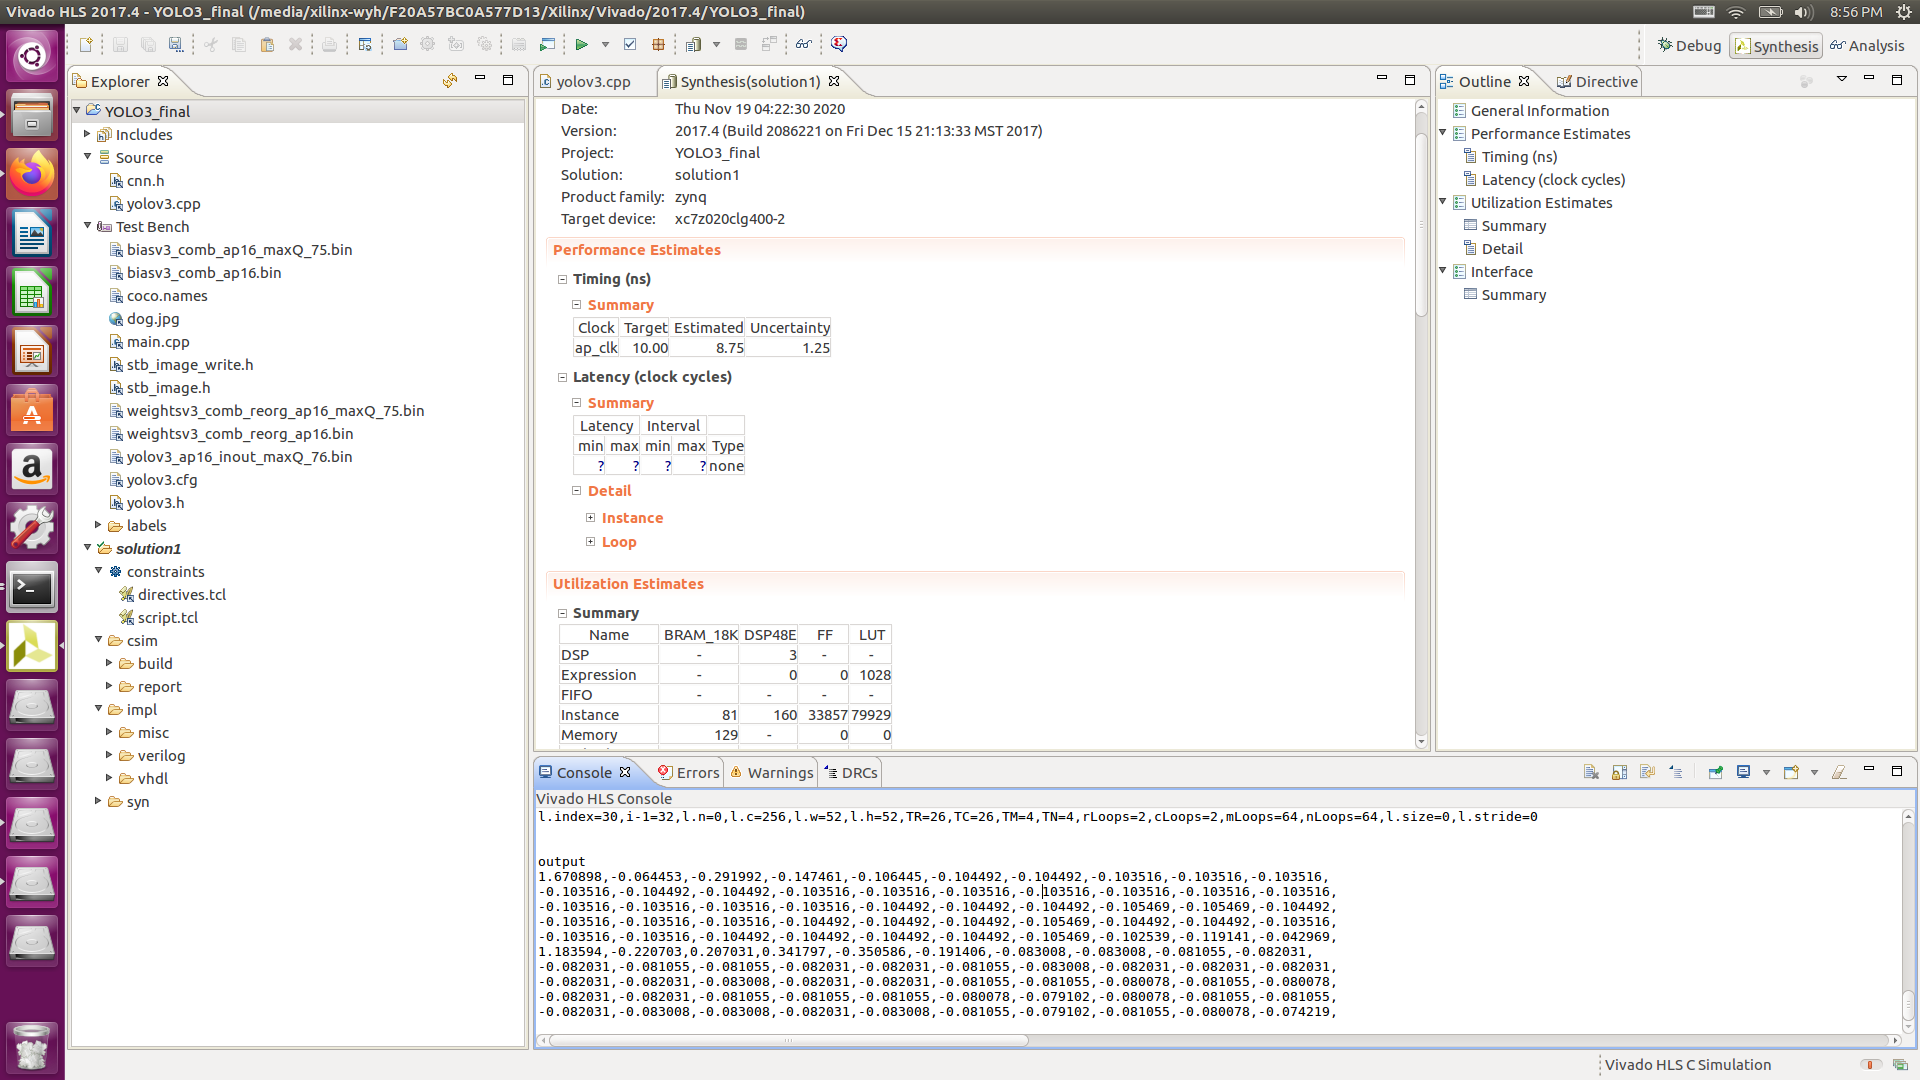 Vivado HLS 2017.4 - YOLO3_final (/media/xilinx-wyh/F20A57BC0A577D13/Xilinx/Vivado/2017.4/YOLO3_final)
8:56 PM
Debug
Synthesis
Analysis
Explorer
YOLO3_final
Includes
Source
cnn.h
yolov3.cpp
Test Bench
biasv3_comb_ap16_maxQ_75.bin
biasv3_comb_ap16.bin
coco.names
dog.jpg
main.cpp
stb_image_write.h
stb_image.h
weightsv3_comb_reorg_ap16_maxQ_75.bin
weightsv3_comb_reorg_ap16.bin
yolov3_ap16_inout_maxQ_76.bin
yolov3.cfg
yolov3.h
labels
solution1
constraints
directives.tcl
script.tcl
csim
build
report
impl
misc
verilog
vhdl
syn
yolov3.cpp
Synthesis(solution1)
Date: Thu Nov 19 04:22:30 2020
Version: 2017.4 (Build 2086221 on Fri Dec 15 21:13:33 MST 2017)
Project: YOLO3_final
Solution: solution1
Product family: zynq
Target device: xc7z020clg400-2
Performance Estimates
Timing (ns)
Summary
Clock Target Estimated Uncertainty
ap_clk 10.00 8.75 1.25
Latency (clock cycles)
Summary
Latency Interval
min max min max Type
? ? ? ? none
Detail
Instance
Loop
Utilization Estimates
Summary
Name BRAM_18K DSP48E FF LUT
DSP - 3 - -
Expression - 0 0 1028
FIFO - - - -
Instance 81 160 33857 79929
Memory 129 - 0 0
Outline
Directive
General Information
Performance Estimates
Timing (ns)
Latency (clock cycles)
Utilization Estimates
Summary
Detail
Interface
Summary
Console
Errors
Warnings
DRCs
Vivado HLS Console
l.index=30,i-1=32,l.n=0,l.c=256,l.w=52,l.h=52,TR=26,TC=26,TM=4,TN=4,rLoops=2,cLoops=2,mLoops=64,nLoops=64,l.size=0,l.stride=0
output
1.670898,-0.064453,-0.291992,-0.147461,-0.106445,-0.104492,-0.104492,-0.103516,-0.103516,-0.103516,
-0.103516,-0.104492,-0.104492,-0.103516,-0.103516,-0.103516,-0.103516,-0.103516,-0.103516,-0.103516,
-0.103516,-0.103516,-0.103516,-0.103516,-0.104492,-0.104492,-0.104492,-0.105469,-0.105469,-0.104492,
-0.103516,-0.103516,-0.103516,-0.104492,-0.104492,-0.104492,-0.105469,-0.104492,-0.104492,-0.103516,
-0.103516,-0.103516,-0.104492,-0.104492,-0.104492,-0.104492,-0.105469,-0.102539,-0.119141,-0.042969,
1.183594,-0.220703,0.207031,0.341797,-0.350586,-0.191406,-0.083008,-0.083008,-0.081055,-0.082031,
-0.082031,-0.081055,-0.081055,-0.082031,-0.082031,-0.081055,-0.083008,-0.082031,-0.082031,-0.082031,
-0.082031,-0.082031,-0.083008,-0.082031,-0.082031,-0.081055,-0.081055,-0.080078,-0.081055,-0.080078,
-0.082031,-0.082031,-0.081055,-0.081055,-0.081055,-0.080078,-0.079102,-0.080078,-0.081055,-0.081055,
-0.082031,-0.083008,-0.083008,-0.082031,-0.083008,-0.081055,-0.079102,-0.081055,-0.080078,-0.074219,
Vivado HLS C Simulation